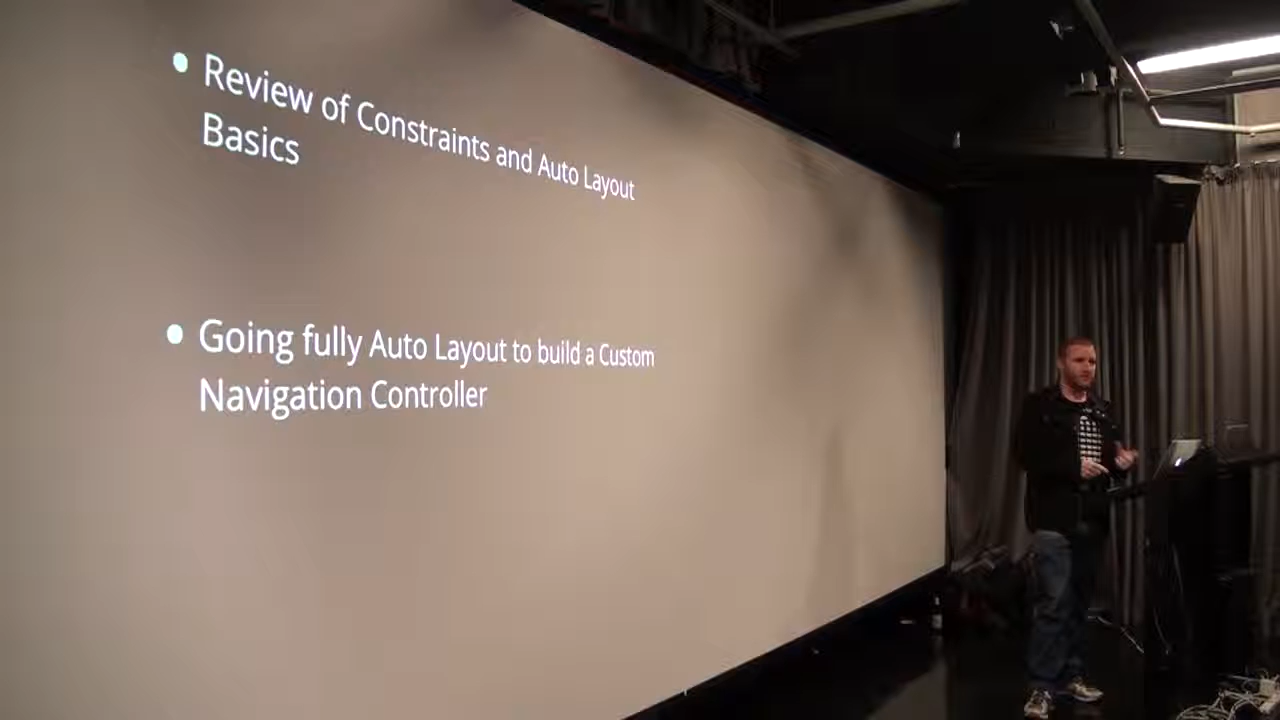 Review of Constraints and Auto Layout
Basics
Going fully Auto Layout to build a Custom
Navigation Controller